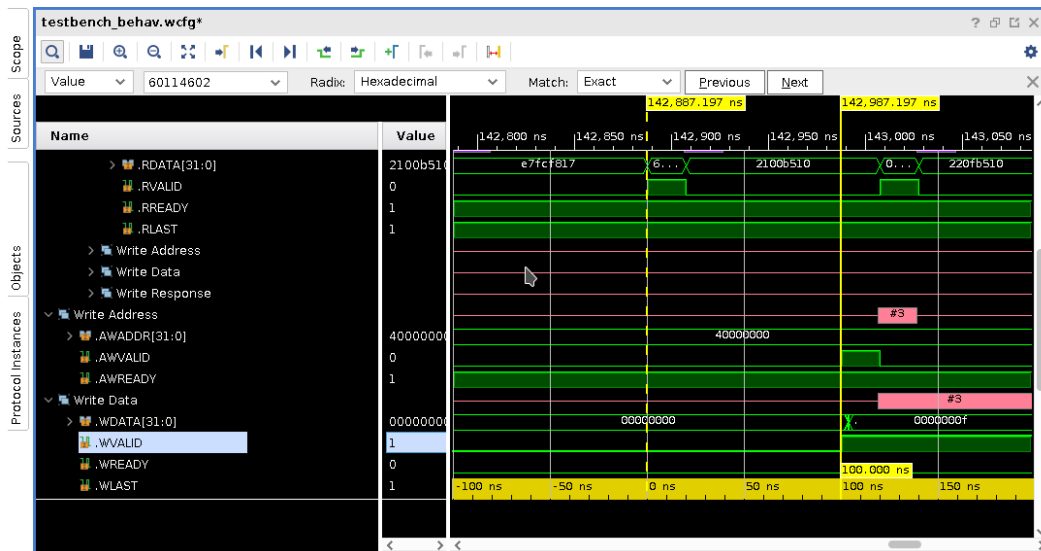 testbench_behav.wcfg*
Scope
Sources
Objects
Protocol Instances
Value 60114602 Radix: Hexadecimal Match: Exact Previous Next
142,887.197 ns 142,987.197 ns
Name Value 142,800 ns 142,850 ns 142,900 ns 142,950 ns 143,000 ns 143,050 ns
> .RDATA[31:0] 2100b510 e7fcf817 6... 2100b510 0... 220fb510
.RVALID 0
.RREADY 1
.RLAST 1
> Write Address
> Write Data
> Write Response
Write Address #3
> .AWADDR[31:0] 40000000 40000000
.AWVALID 0
.AWREADY 1
Write Data #3
> .WDATA[31:0] 00000000 00000000 . 0000000f
.WVALID 1
.WREADY 0 100.000 ns
.WLAST 1 -100 ns -50 ns 0 ns 50 ns 100 ns 150 ns